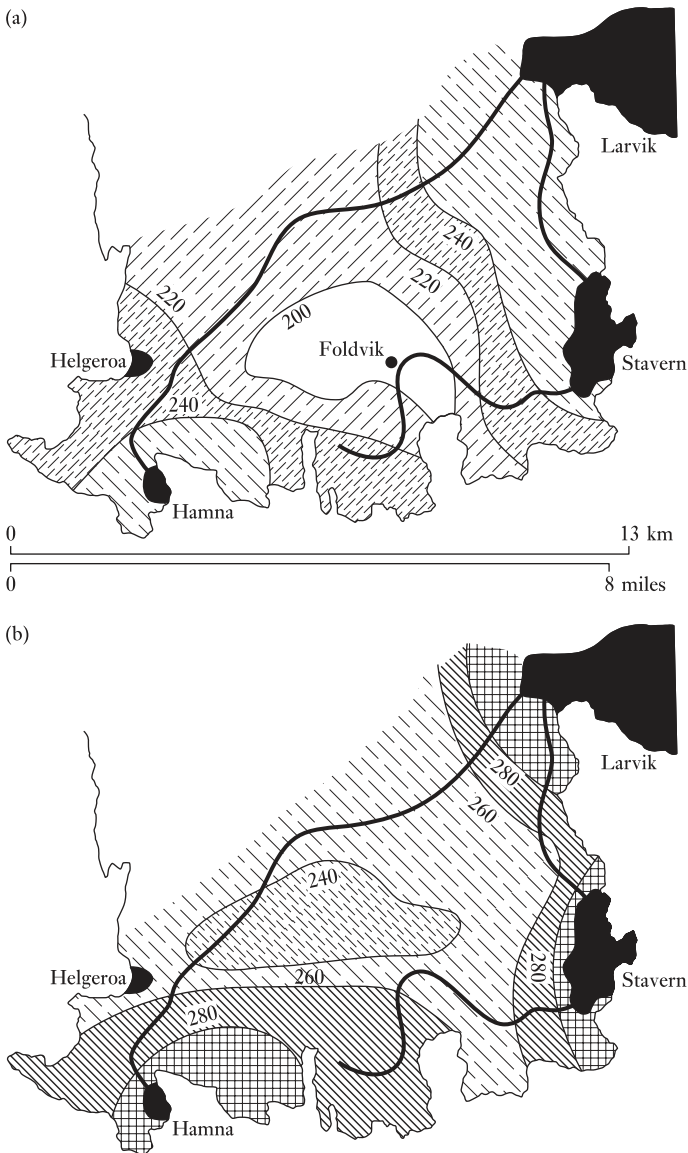 (a)
Larvik
240
220
220
200
Foldvik
Helgeroa
Stavern
240
Hamna
0 13 km
0 8 miles
(b)
Larvik
280
260
240
Helgeroa
260
280
Stavern
280
Hamna